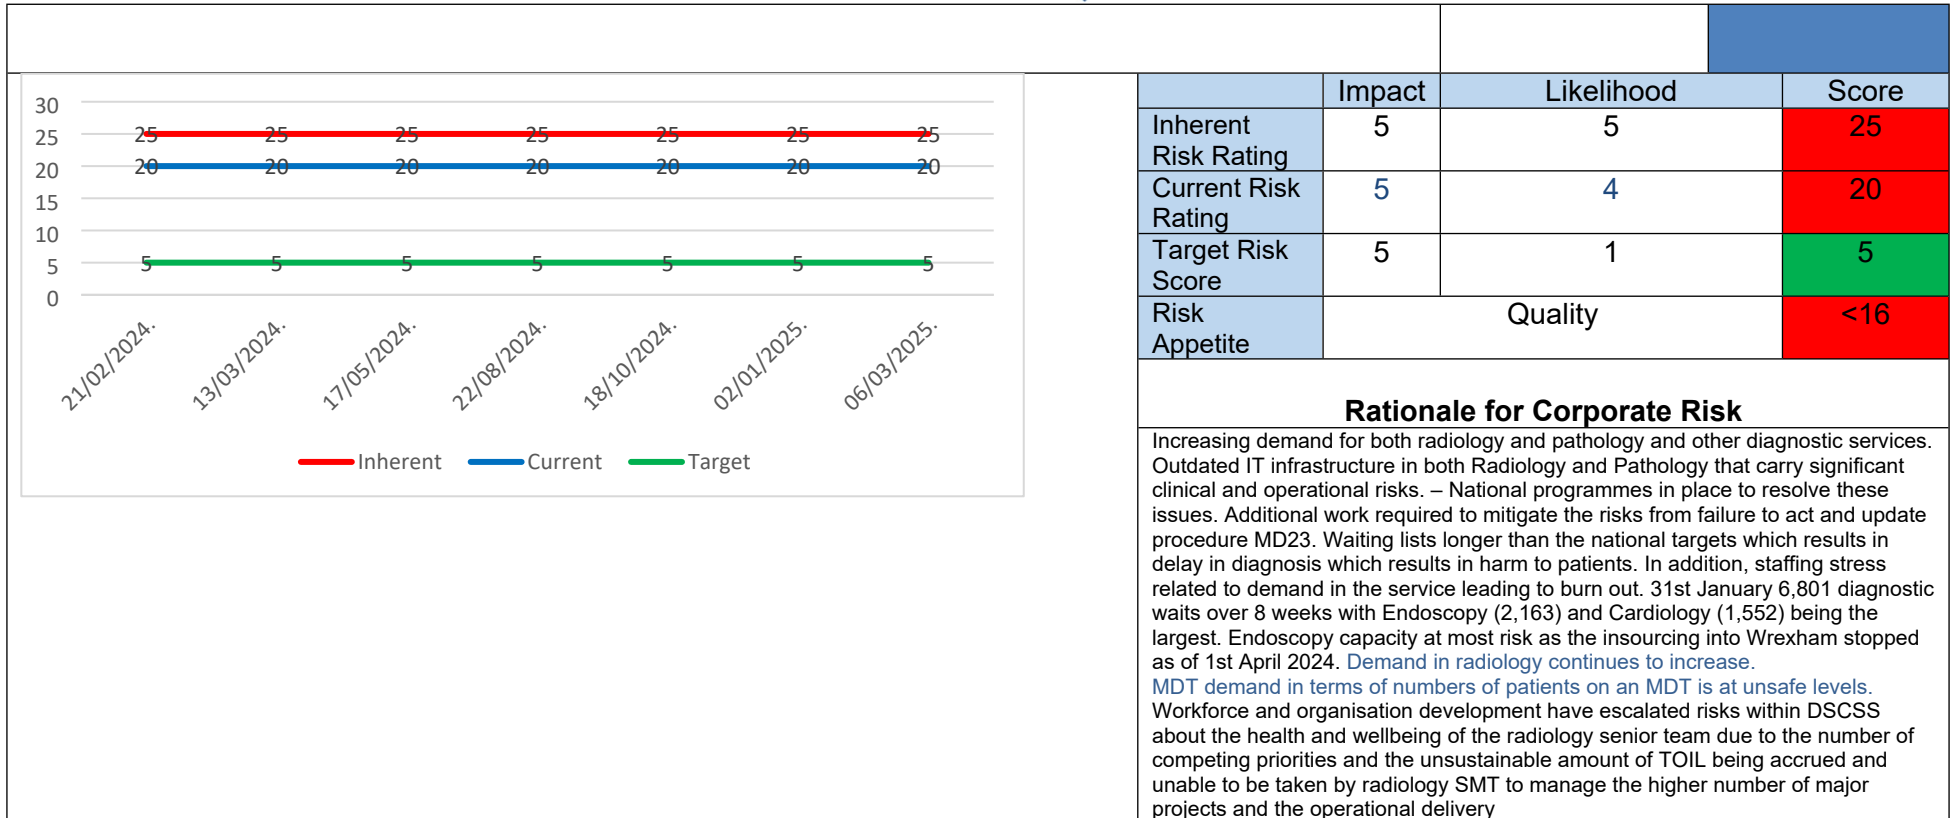 30
25
20
15
10
5
0
25 25 25 25 25 25 25
20 20 20 20 20 20 20
5 5 5 5 5 5 5
21/02/2024. 13/03/2024. 17/05/2024. 22/08/2024. 18/10/2024. 02/01/2025. 06/03/2025.
Inherent Current Target
Impact Likelihood Score
Inherent
Risk Rating 5 5 25
Current Risk
Rating 5 4 20
Target Risk
Score 5 1 5
Risk
Appetite Quality <16
Rationale for Corporate Risk
Increasing demand for both radiology and pathology and other diagnostic services.
Outdated IT infrastructure in both Radiology and Pathology that carry significant
clinical and operational risks. – National programmes in place to resolve these
issues. Additional work required to mitigate the risks from failure to act and update
procedure MD23. Waiting lists longer than the national targets which results in
delay in diagnosis which results in harm to patients. In addition, staffing stress
related to demand in the service leading to burn out. 31st January 6,801 diagnostic
waits over 8 weeks with Endoscopy (2,163) and Cardiology (1,552) being the
largest. Endoscopy capacity at most risk as the insourcing into Wrexham stopped
as of 1st April 2024. Demand in radiology continues to increase.
MDT demand in terms of numbers of patients on an MDT is at unsafe levels.
Workforce and organisation development have escalated risks within DSCSS
about the health and wellbeing of the radiology senior team due to the number of
competing priorities and the unsustainable amount of TOIL being accrued and
unable to be taken by radiology SMT to manage the higher number of major
projects and the operational delivery